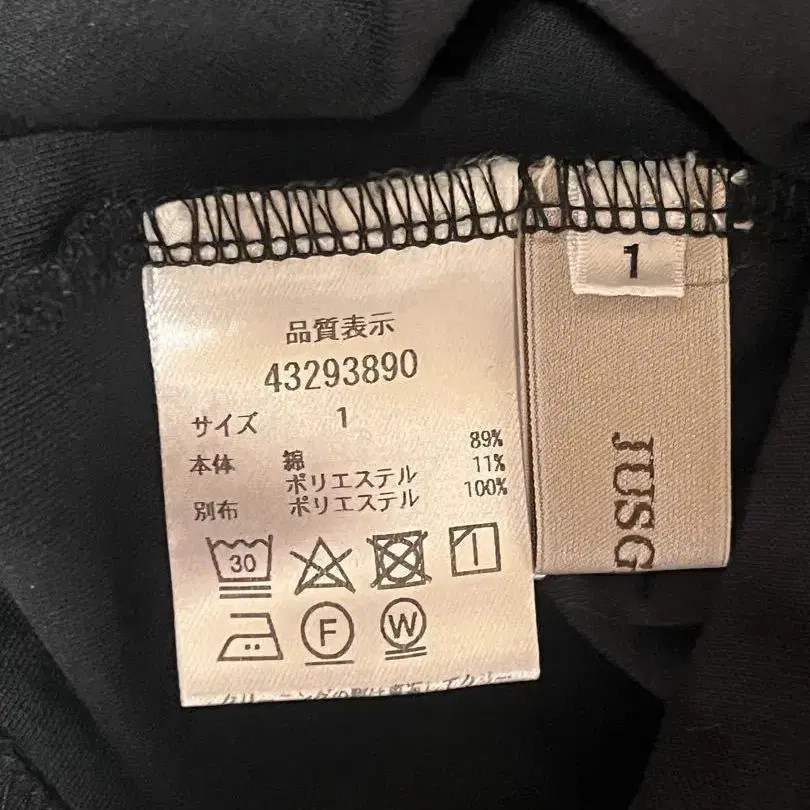 品質表示
43293890
サイズ 1
本体 綿 89%
ポリエステル 11%
別布 ポリエステル 100%
30
F
W
1
JUSG